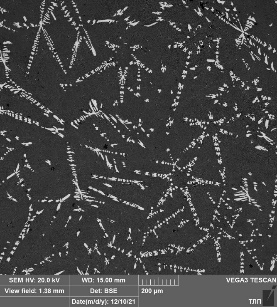 SEM HV: 20.0 kV WD: 15.00 mm VEGA3 TESCAN
View field: 1.38 mm Det: BSE 200 µm
Date(m/d/y): 12/10/21